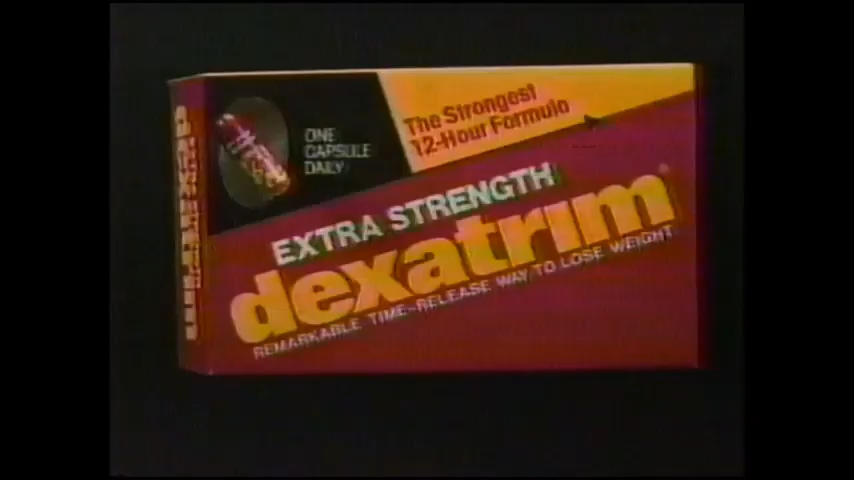 ONE
CAPSULE
DAILY
The Strongest
12-Hour Formula
EXTRA STRENGTH
dexatrim®
REMARKABLE TIME-RELEASE WAY TO LOSE WEIGHT
dexatrim